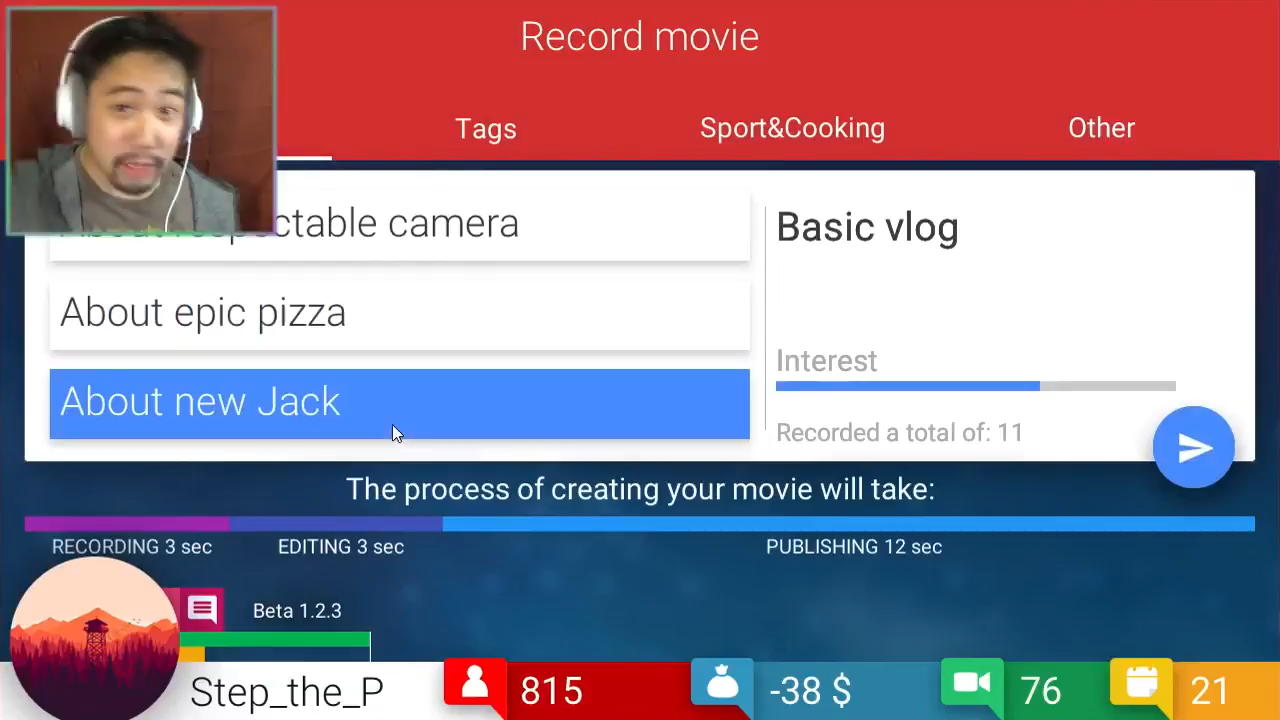 Record movie
Tags
Sport&Cooking
Other
respectable camera
Basic vlog
About epic pizza
Interest
About new Jack
Recorded a total of: 11
The process of creating your movie will take:
RECORDING 3 sec
EDITING 3 sec
PUBLISHING 12 sec
Beta 1.2.3
Step_the_P
815
-38 $
76
21